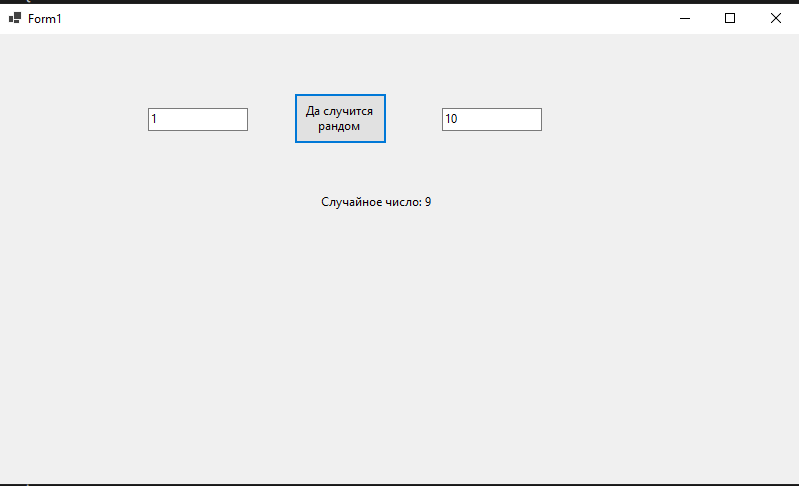 Form1
1
Да случится
рандом
10
Случайное число: 9